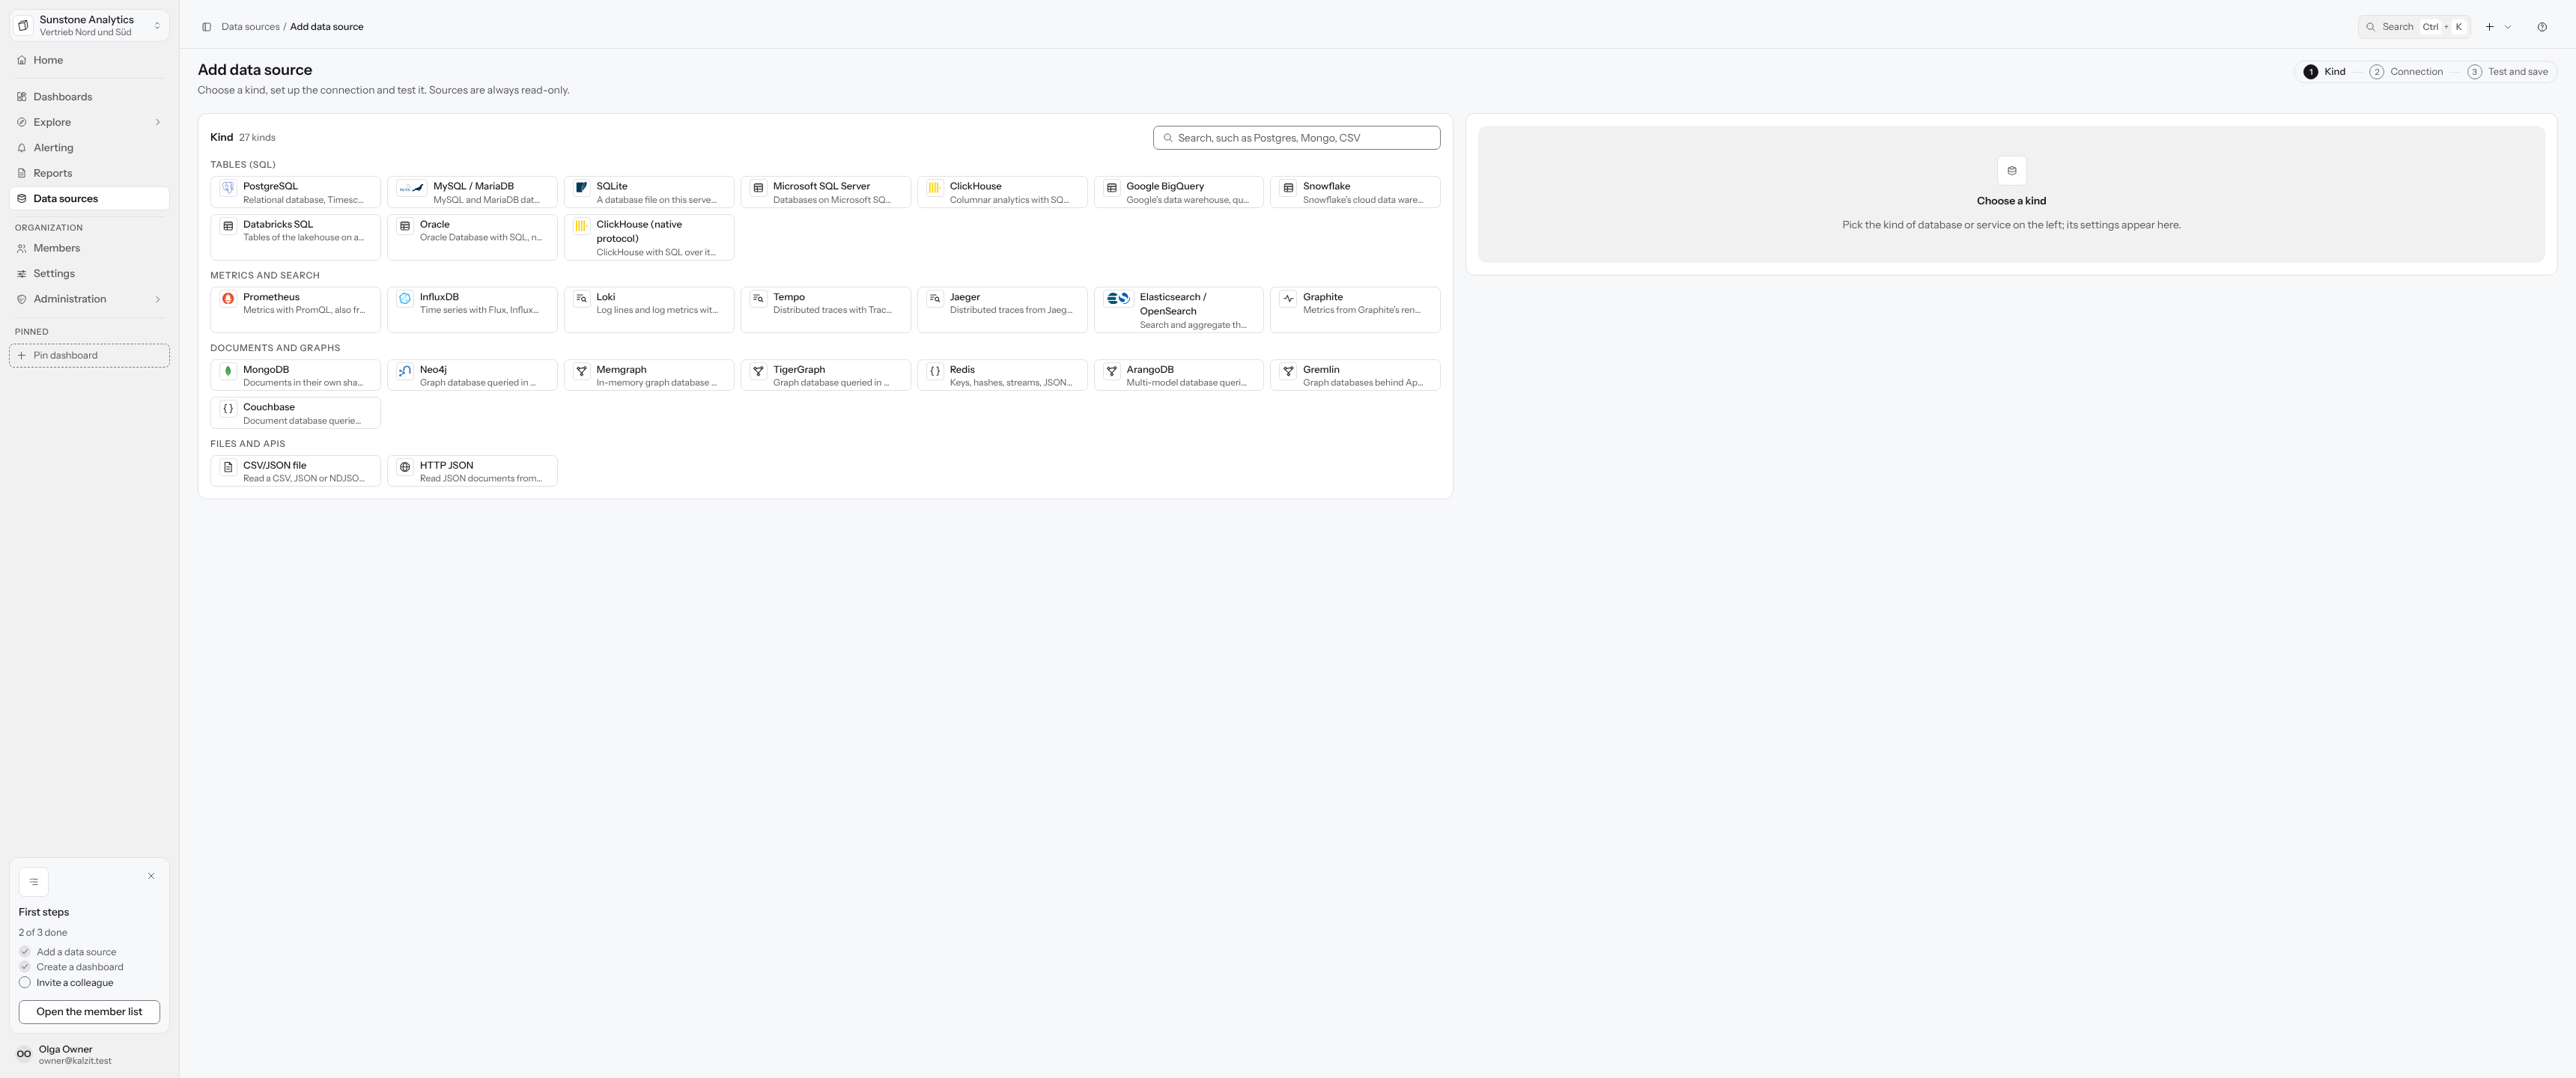 Sunstone Analytics
Vertrieb Nord und Süd
Home
Dashboards
Explore
Alerting
Reports
Data sources
ORGANIZATION
Members
Settings
Administration
PINNED
Pin dashboard
First steps
2 of 3 done
Add a data source
Create a dashboard
Invite a colleague
Open the member list
OO
Olga Owner
owner@kalzit.test
Data sources / Add data source
Search Ctrl + K
Add data source
Choose a kind, set up the connection and test it. Sources are always read-only.
1 Kind 2 Connection 3 Test and save
Kind 27 kinds
Search, such as Postgres, Mongo, CSV
TABLES (SQL)
PostgreSQL
Relational database, Timesc...
MySQL / MariaDB
MySQL and MariaDB dat...
SQLite
A database file on this serve...
Microsoft SQL Server
Databases on Microsoft SQ...
ClickHouse
Columnar analytics with SQ...
Google BigQuery
Google's data warehouse, qu...
Snowflake
Snowflake's cloud data ware...
Databricks SQL
Tables of the lakehouse on a...
Oracle
Oracle Database with SQL, n...
ClickHouse (native
protocol)
ClickHouse with SQL over it...
METRICS AND SEARCH
Prometheus
Metrics with PromQL, also fr...
InfluxDB
Time series with Flux, Influx...
Loki
Log lines and log metrics wit...
Tempo
Distributed traces with Trac...
Jaeger
Distributed traces from Jaeg...
Elasticsearch /
OpenSearch
Search and aggregate th...
Graphite
Metrics from Graphite's ren...
DOCUMENTS AND GRAPHS
MongoDB
Documents in their own sha...
Neo4j
Graph database queried in ...
Memgraph
In-memory graph database ...
TigerGraph
Graph database queried in ...
Redis
Keys, hashes, streams, JSON...
ArangoDB
Multi-model database queri...
Gremlin
Graph databases behind Ap...
Couchbase
Document database querie...
FILES AND APIS
CSV/JSON file
Read a CSV, JSON or NDJSO...
HTTP JSON
Read JSON documents from...
Choose a kind
Pick the kind of database or service on the left; its settings appear here.